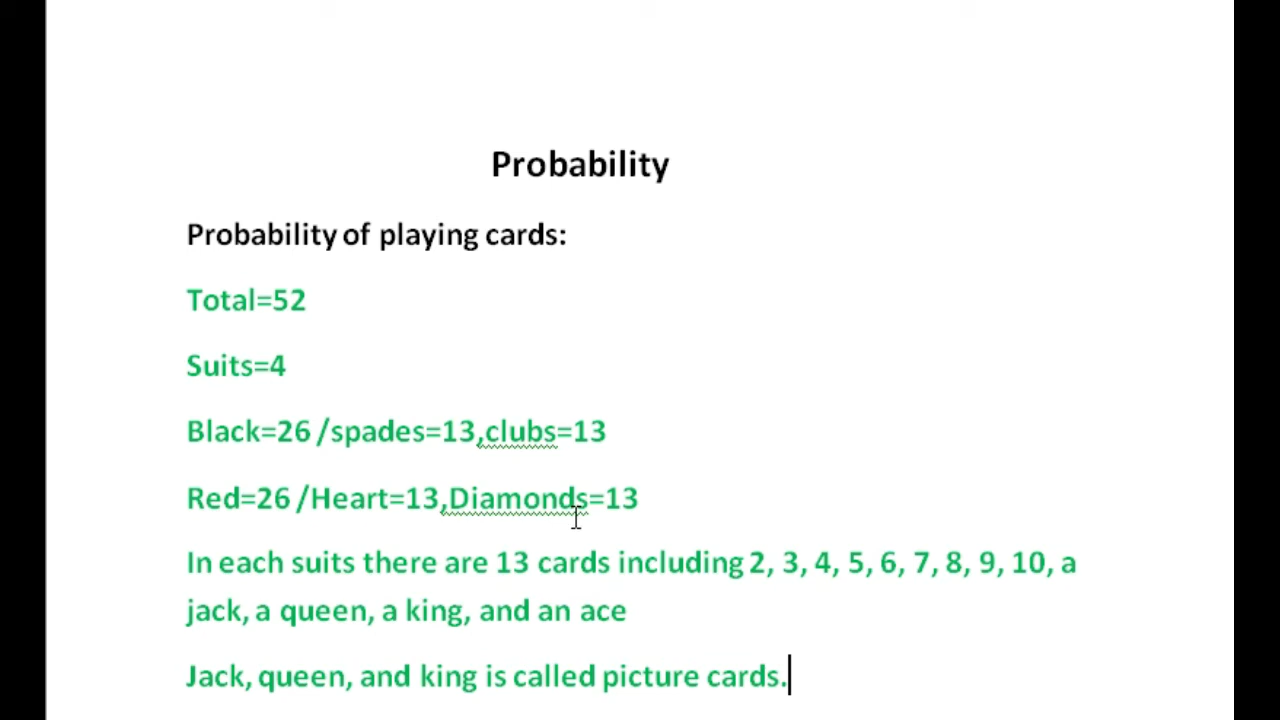 Probability
Probability of playing cards:
Total=52
Suits=4
Black=26 /spades=13,clubs=13
Red=26 /Heart=13,Diamonds=13
In each suits there are 13 cards including 2, 3, 4, 5, 6, 7, 8, 9, 10, a
jack, a queen, a king, and an ace
Jack, queen, and king is called picture cards.